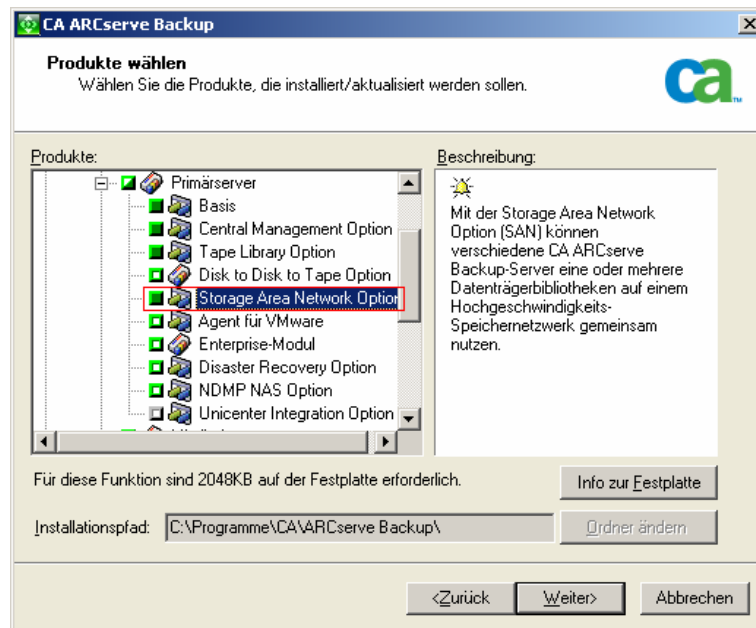 CA ARCserve Backup
Produkte wählen
Wählen Sie die Produkte, die installiert/aktualisiert werden sollen.
ca™
Produkte:
Primärserver
Basis
Central Management Option
Tape Library Option
Disk to Disk to Tape Option
Storage Area Network Option
Agent für VMware
Enterprise-Modul
Disaster Recovery Option
NDMP NAS Option
Unicenter Integration Option
Beschreibung:
Mit der Storage Area Network
Option (SAN) können
verschiedene CA ARCserve
Backup-Server eine oder mehrere
Datenträgerbibliotheken auf einem
Hochgeschwindigkeits-
Speichernetzwerk gemeinsam
nutzen.
Für diese Funktion sind 2048KB auf der Festplatte erforderlich.
Info zur Festplatte
Installationspfad: C:\Programme\CA\ARCserve Backup\
Ordner ändern
<Zurück
Weiter>
Abbrechen